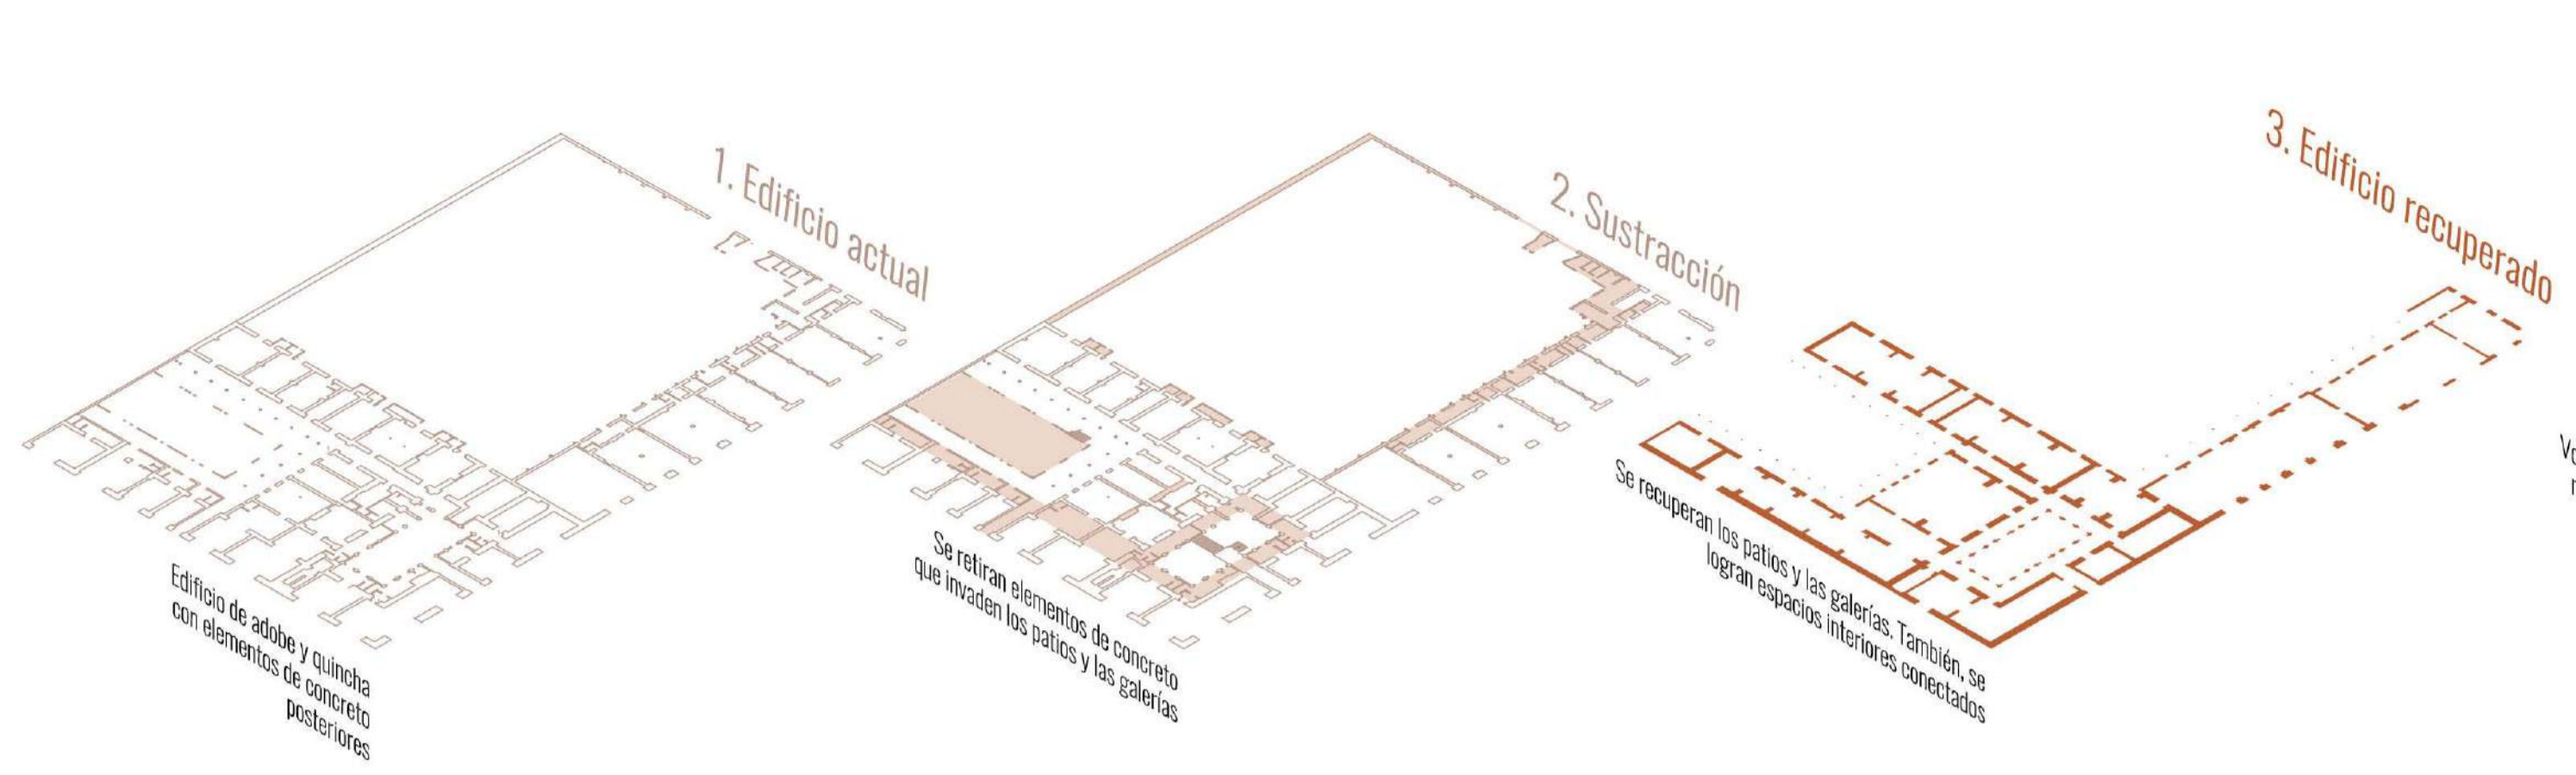 1. Edificio actual
Edificio de adobe y quincha
con elementos de concreto
posteriores
2. Sustracción
Se retiran elementos de concreto
que invaden los patios y las galerías
3. Edificio recuperado
Se recuperan los patios y las galerías. También, se
logran espacios interiores conectados